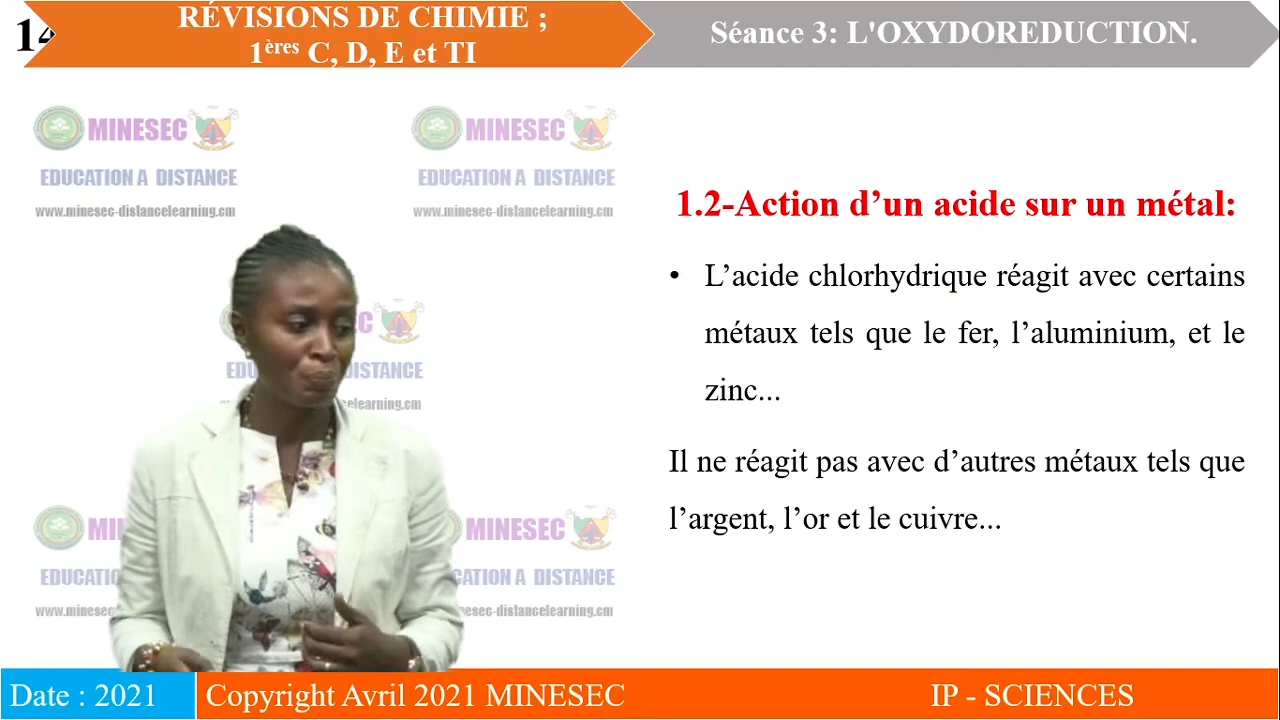 14
RÉVISIONS DE CHIMIE ;
1ères C, D, E et TI
Séance 3: L'OXYDOREDUCTION.
MINESEC
EDUCATION A DISTANCE
www.minesec-distancelearning.cm
MINESEC
EDUCATION A DISTANCE
www.minesec-distancelearning.cm
1.2-Action d’un acide sur un métal:
• L’acide chlorhydrique réagit avec certains
métaux tels que le fer, l’aluminium, et le
zinc...
Il ne réagit pas avec d’autres métaux tels que
l’argent, l’or et le cuivre...
MINESEC
Date : 2021
Copyright Avril 2021 MINESEC
IP - SCIENCES